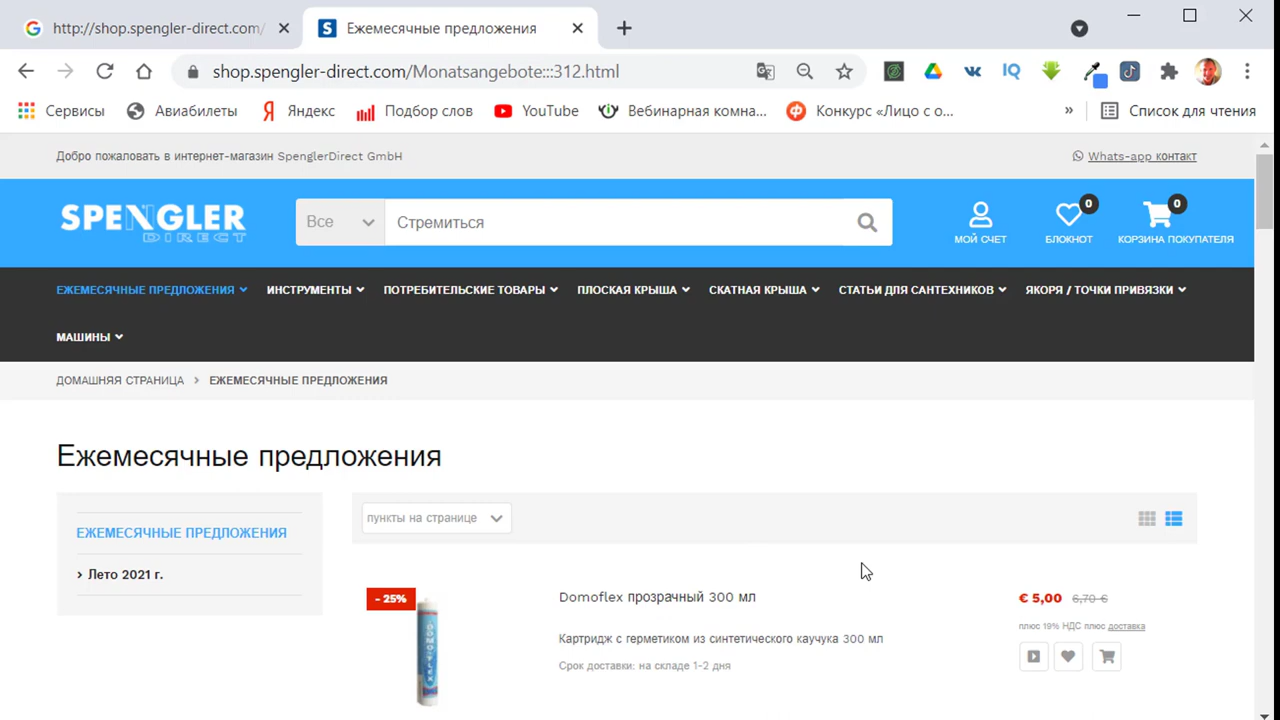 http://shop.spengler-direct.com/
Ежемесячные предложения
shop.spengler-direct.com/Monatsangebote:::312.html
Сервисы Авиабилеты Яндекс Подбор слов YouTube Вебинарная комна... Конкурс «Лицо с о... » Список для чтения
Добро пожаловать в интернет-магазин SpenglerDirect GmbH
Whats-app контакт
SPENGLER
DIRECT
Все
Стремиться
0
0
МОЙ СЧЕТ
БЛОКНОТ
КОРЗИНА ПОКУПАТЕЛЯ
ЕЖЕМЕСЯЧНЫЕ ПРЕДЛОЖЕНИЯ ИНСТРУМЕНТЫ ПОТРЕБИТЕЛЬСКИЕ ТОВАРЫ ПЛОСКАЯ КРЫША СКАТНАЯ КРЫША СТАТЬИ ДЛЯ САНТЕХНИКОВ ЯКОРЯ / ТОЧКИ ПРИВЯЗКИ
МАШИНЫ
ДОМАШНЯЯ СТРАНИЦА > ЕЖЕМЕСЯЧНЫЕ ПРЕДЛОЖЕНИЯ
Ежемесячные предложения
ЕЖЕМЕСЯЧНЫЕ ПРЕДЛОЖЕНИЯ
> Лето 2021 г.
пункты на странице
- 25%
DOMOFLEX
Domoflex прозрачный 300 мл
Картридж с герметиком из синтетического каучука 300 мл
Срок доставки: на складе 1-2 дня
€ 5,00 6,70 €
плюс 19% НДС плюс доставка